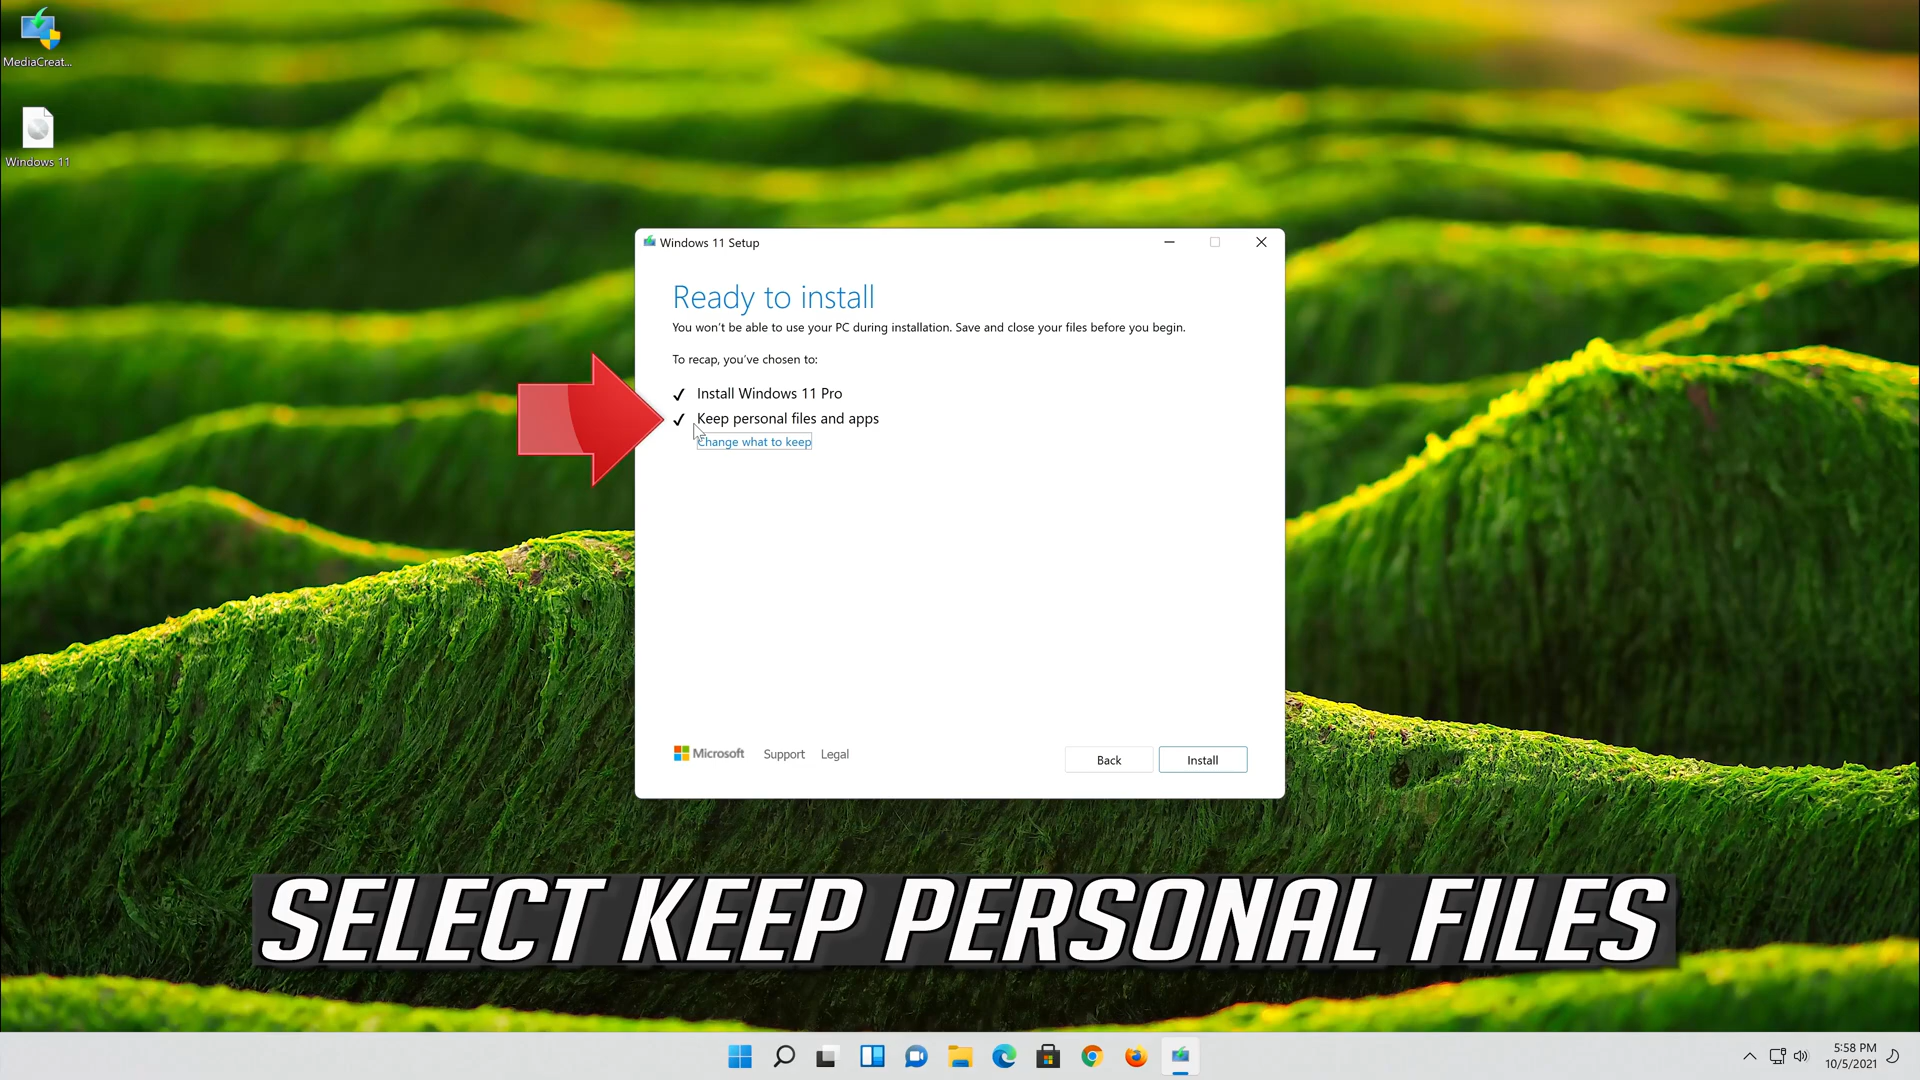 MediaCreat...
Windows 11
Windows 11 Setup
Ready to install
You won't be able to use your PC during installation. Save and close your files before you begin.
To recap, you've chosen to:
Install Windows 11 Pro
Keep personal files and apps
Change what to keep
Microsoft Support Legal
Back Install
SELECT KEEP PERSONAL FILES
5:58 PM
10/5/2021